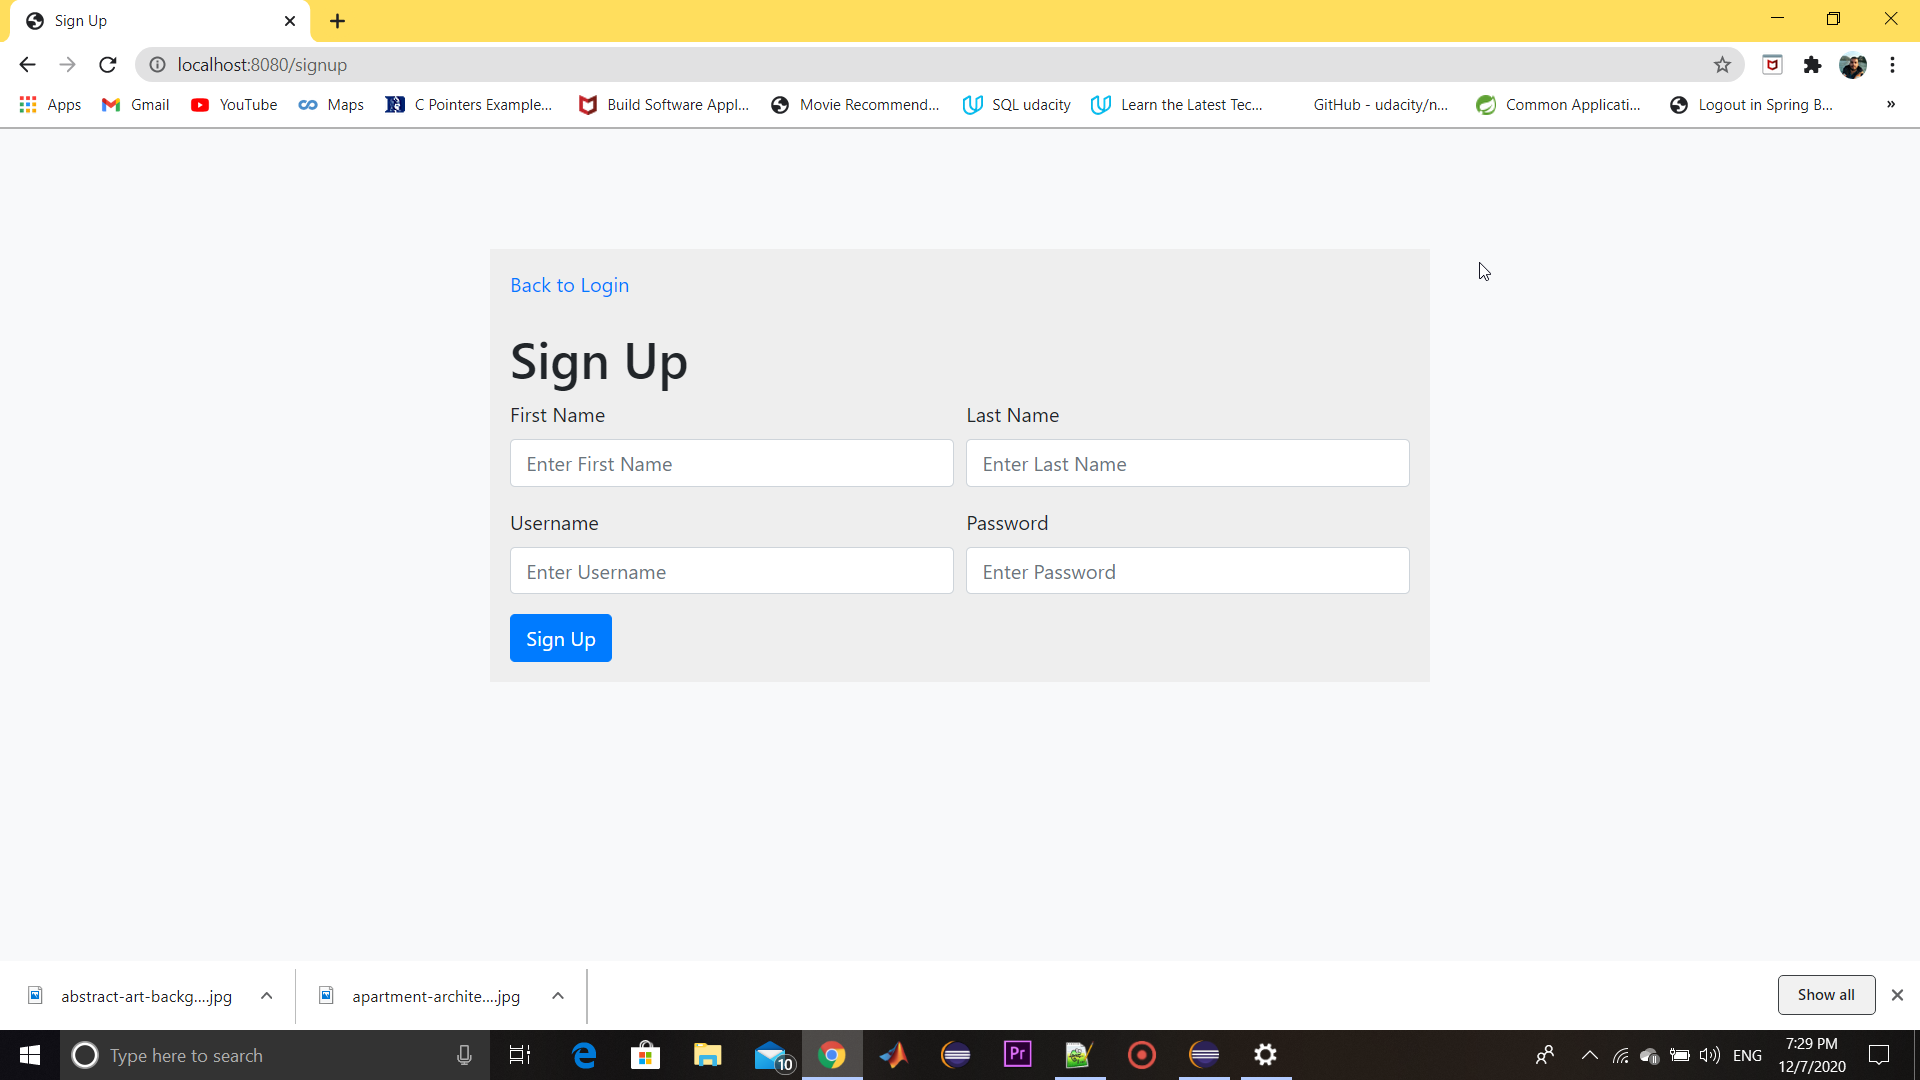 Sign Up
localhost:8080/signup
Apps Gmail YouTube Maps C Pointers Example... Build Software Appl... Movie Recommend... SQL udacity Learn the Latest Tec... GitHub - udacity/n... Common Applicati... Logout in Spring B... »
Back to Login
Sign Up
First Name Last Name
Enter First Name Enter Last Name
Username Password
Enter Username Enter Password
Sign Up
abstract-art-backg....jpg apartment-archite....jpg Show all
Type here to search 10 Pr ENG 7:29 PM
12/7/2020